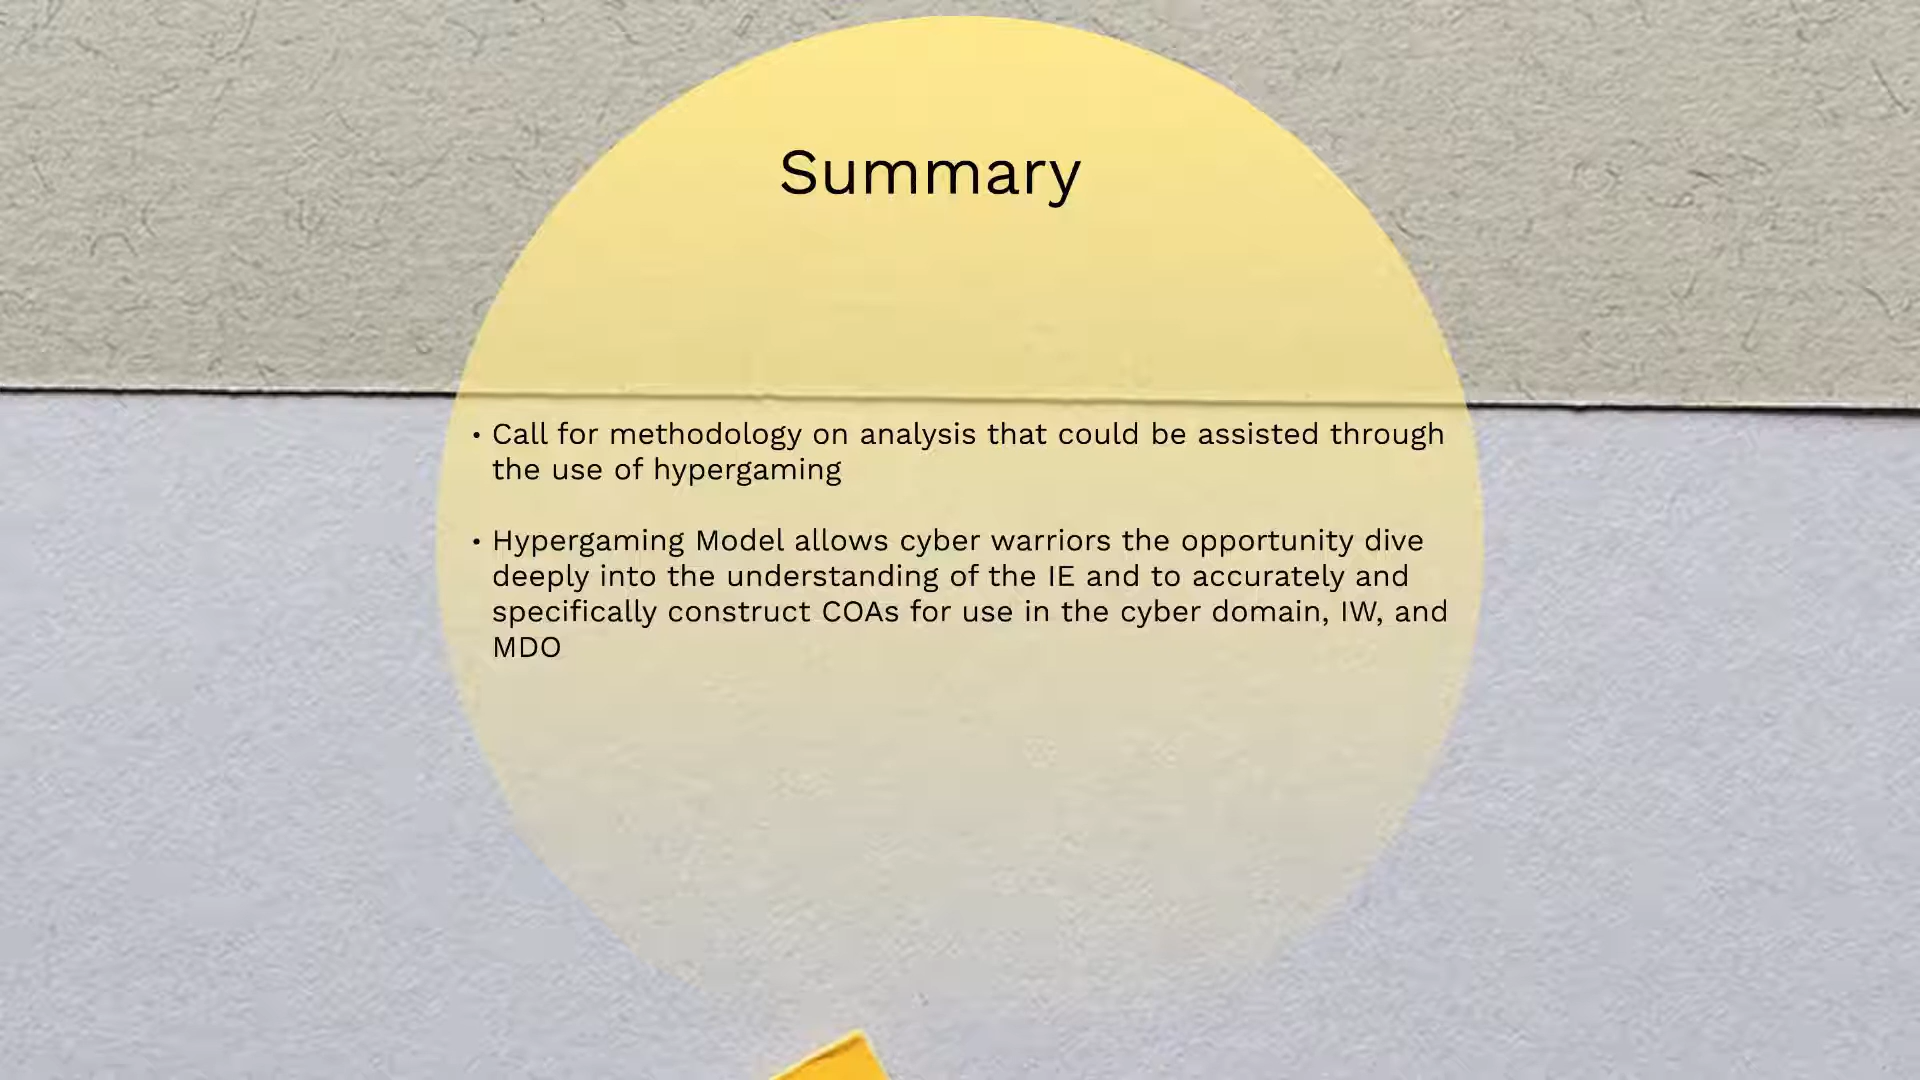 Summary
• Call for methodology on analysis that could be assisted through
the use of hypergaming
• Hypergaming Model allows cyber warriors the opportunity dive
deeply into the understanding of the IE and to accurately and
specifically construct COAs for use in the cyber domain, IW, and
MDO